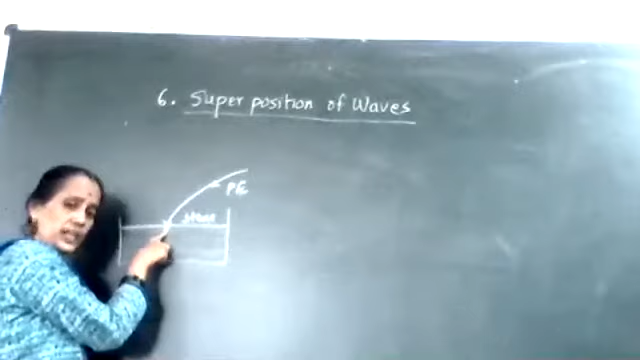 6. Super position of Waves
PE